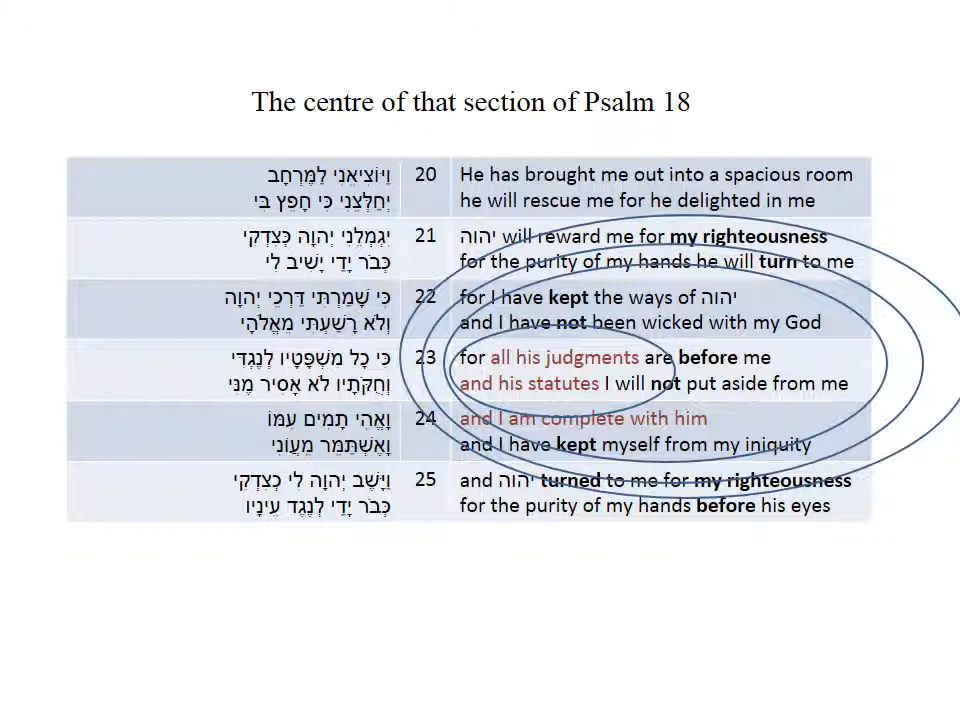 The centre of that section of Psalm 18
וַיּוֹצִיאֵנִי לַמֶּרְחָב
יְחַלְּצֵנִי כִּי חָפֵץ בִּי
20
He has brought me out into a spacious room
he will rescue me for he delighted in me
יִגְמְלֵנִי יְהוָה כְּצִדְקִי
כְּבֹר יָדַי יָשִׁיב לִי
21
יהוה will reward me for my righteousness
for the purity of my hands he will turn to me
כִּי שָׁמַרְתִּי דַּרְכֵי יְהוָה
וְלֹא רָשַׁעְתִּי מֵאֱלֹהָי
22
for I have kept the ways of יהוה
and I have not been wicked with my God
כִּי כָל מִשְׁפָּטָיו לְנֶגְדִּי
וְחֻקֹּתָיו לֹא אָסִיר מֶנִּי
23
for all his judgments are before me
and his statutes I will not put aside from me
וָאֱהִי תָמִים עִמּוֹ
וָאֶשְׁתַּמֵּר מֵעֲוֹנִי
24
and I am complete with him
and I have kept myself from my iniquity
וַיָּשֶׁב יְהוָה לִי כְצִדְקִי
כְּבֹר יָדַי לְנֶגֶד עֵינָיו
25
and יהוה turned to me for my righteousness
for the purity of my hands before his eyes